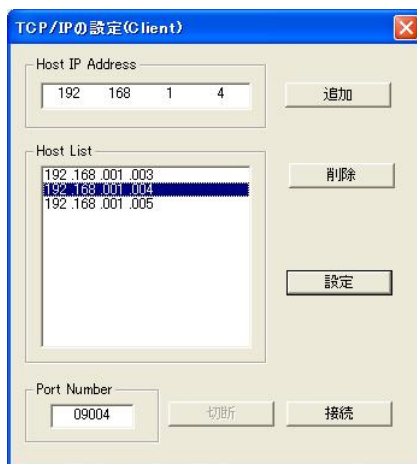 TCP/IPの設定(Client)
Host IP Address
192 168 1 4
追加
Host List
192 .168 .001 .003
192 .168 .001 .004
192 .168 .001 .005
削除
設定
Port Number
09004
切断
接続